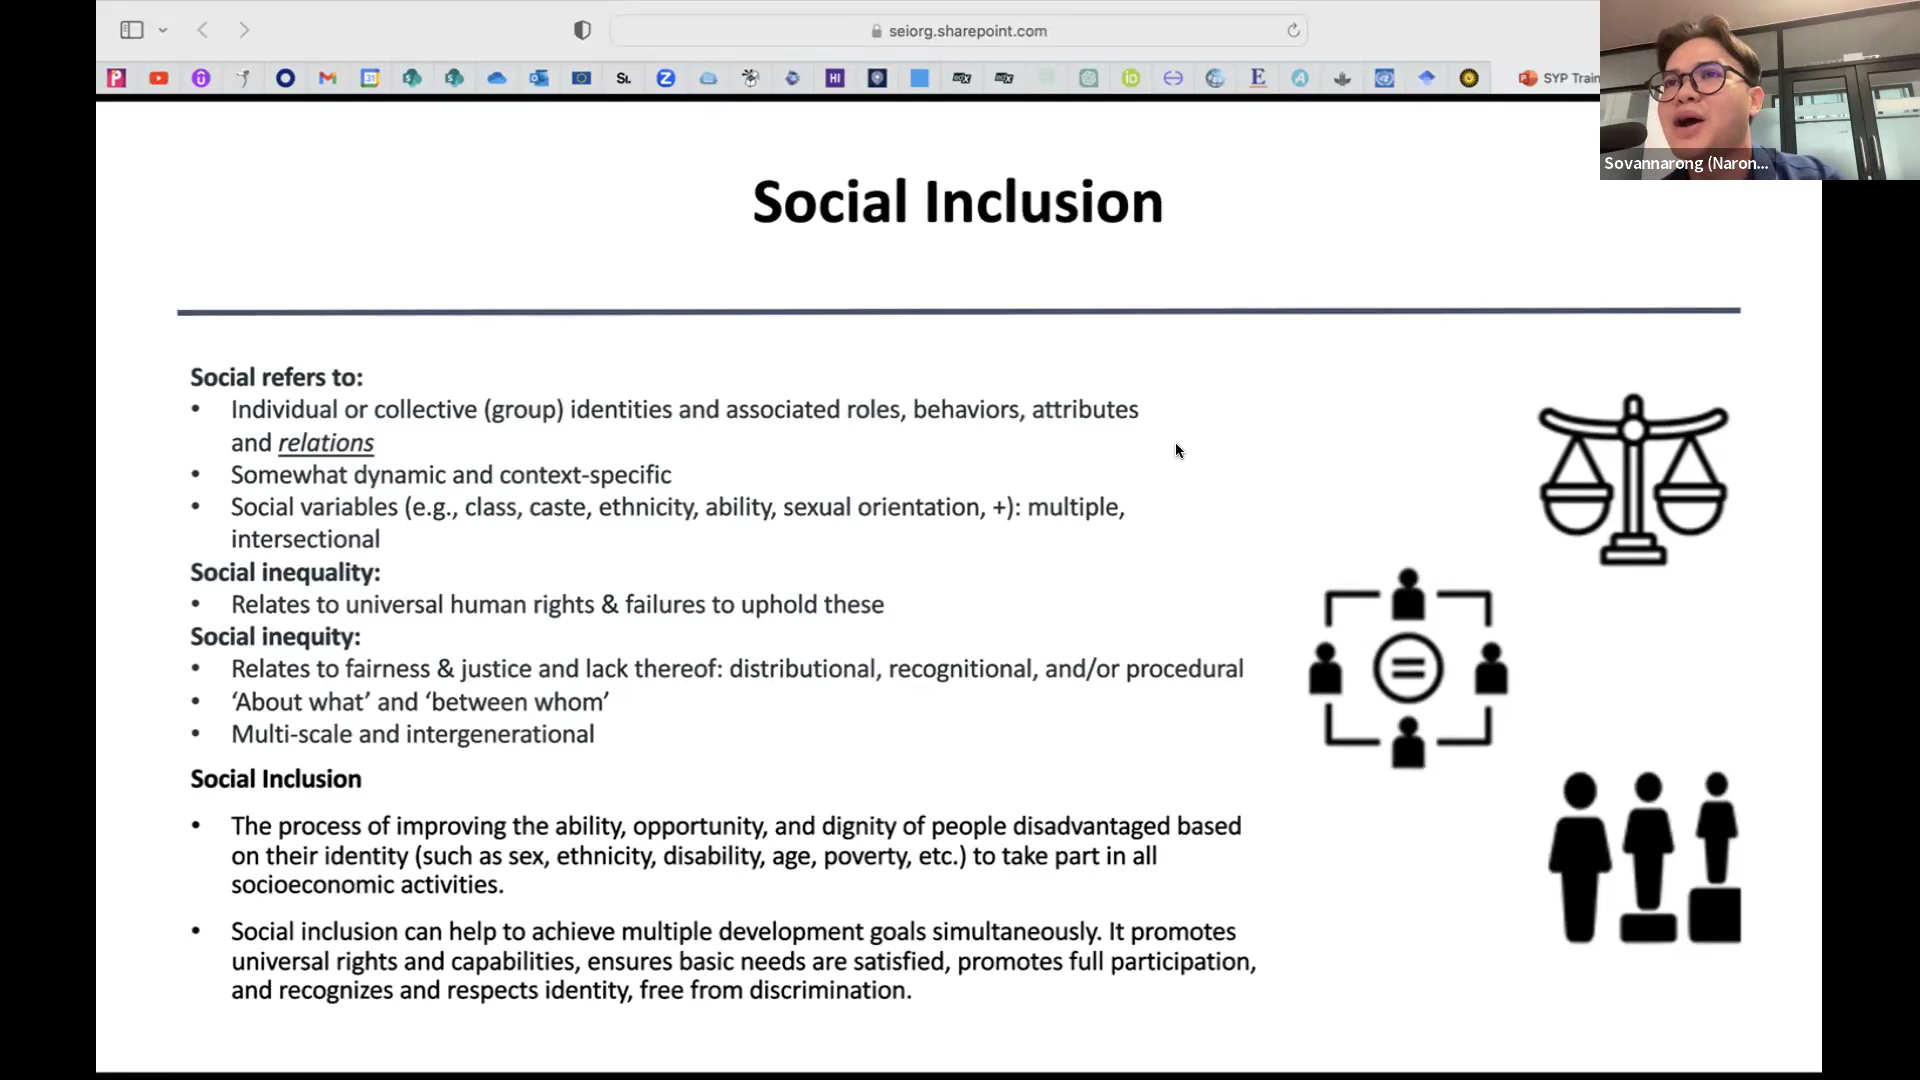 seiorg.sharepoint.com
31
SL
Z
HI
iD
E
A
SYP Train
Sovannarong (Naron...
Social Inclusion
Social refers to:
• Individual or collective (group) identities and associated roles, behaviors, attributes
and relations
• Somewhat dynamic and context-specific
• Social variables (e.g., class, caste, ethnicity, ability, sexual orientation, +): multiple,
intersectional
Social inequality:
• Relates to universal human rights & failures to uphold these
Social inequity:
• Relates to fairness & justice and lack thereof: distributional, recognitional, and/or procedural
• ‘About what’ and ‘between whom’
• Multi-scale and intergenerational
Social Inclusion
• The process of improving the ability, opportunity, and dignity of people disadvantaged based
on their identity (such as sex, ethnicity, disability, age, poverty, etc.) to take part in all
socioeconomic activities.
• Social inclusion can help to achieve multiple development goals simultaneously. It promotes
universal rights and capabilities, ensures basic needs are satisfied, promotes full participation,
and recognizes and respects identity, free from discrimination.